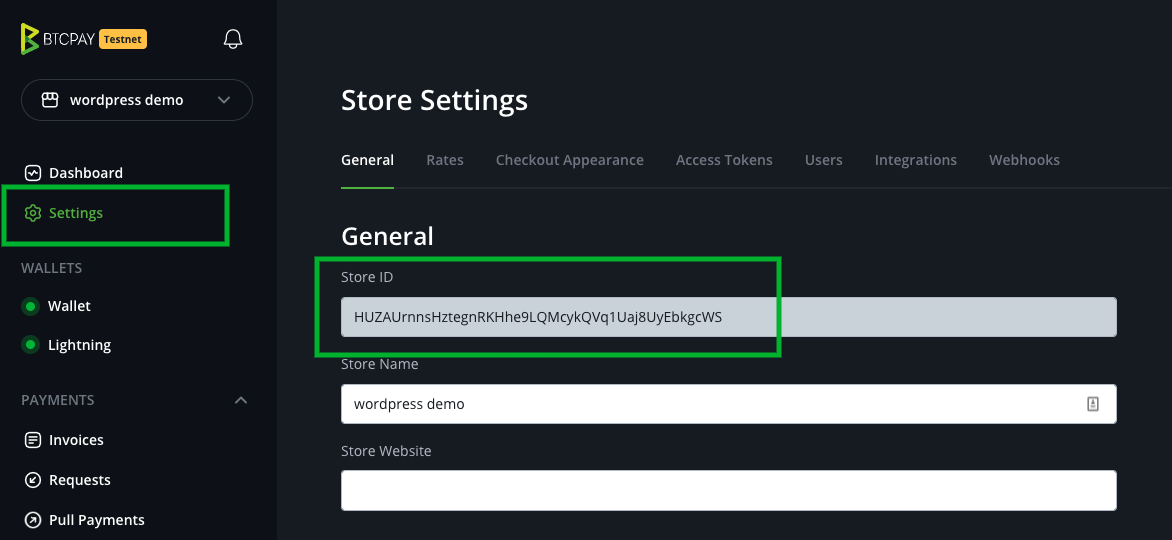 BTCPAY Testnet
wordpress demo
Dashboard
Settings
WALLETS
Wallet
Lightning
PAYMENTS
Invoices
Requests
Pull Payments
Store Settings
General Rates Checkout Appearance Access Tokens Users Integrations Webhooks
General
Store ID
HUZAUrnnsHztegnRKHhe9LQMcykQVq1Uaj8UyEbkgcWS
Store Name
wordpress demo
Store Website